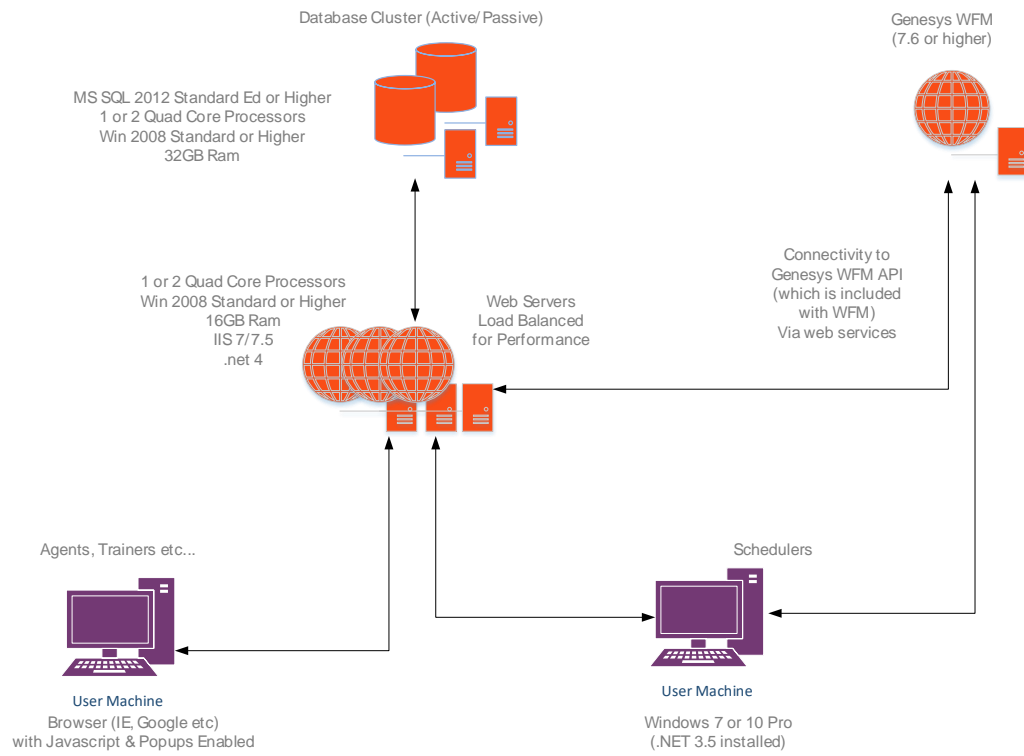 Database Cluster (Active/ Passive)
MS SQL 2012 Standard Ed or Higher
1 or 2 Quad Core Processors
Win 2008 Standard or Higher
32GB Ram
Genesys WFM
(7.6 or higher)
1 or 2 Quad Core Processors
Win 2008 Standard or Higher
16GB Ram
IIS 7/7.5
.net 4
Web Servers
Load Balanced
for Performance
Connectivity to
Genesys WFM API
(which is included
with WFM)
Via web services
Agents, Trainers etc...
User Machine
Browser (IE, Google etc)
with Javascript & Popups Enabled
Schedulers
User Machine
Windows 7 or 10 Pro
(.NET 3.5 installed)